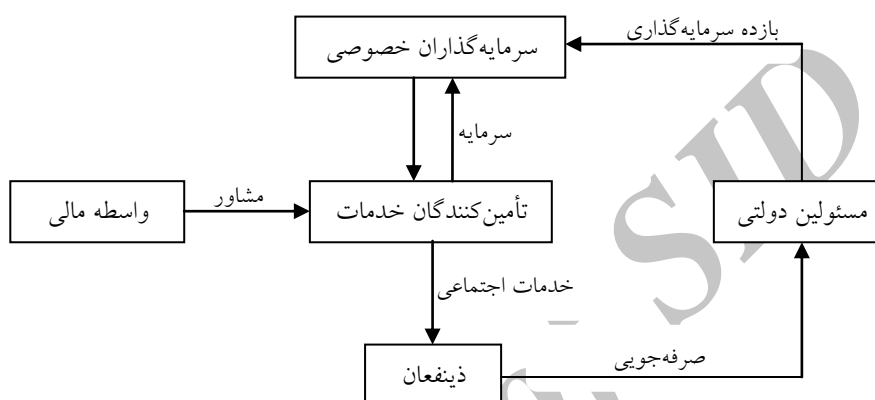 بازده سرمایه‌گذاری
سرمایه‌گذاران خصوصی
سرمایه
مسئولین دولتی
تأمین‌کنندگان خدمات
مشاور
واسطه مالی
خدمات اجتماعی
صرفه‌جویی
ذینفعان
SID